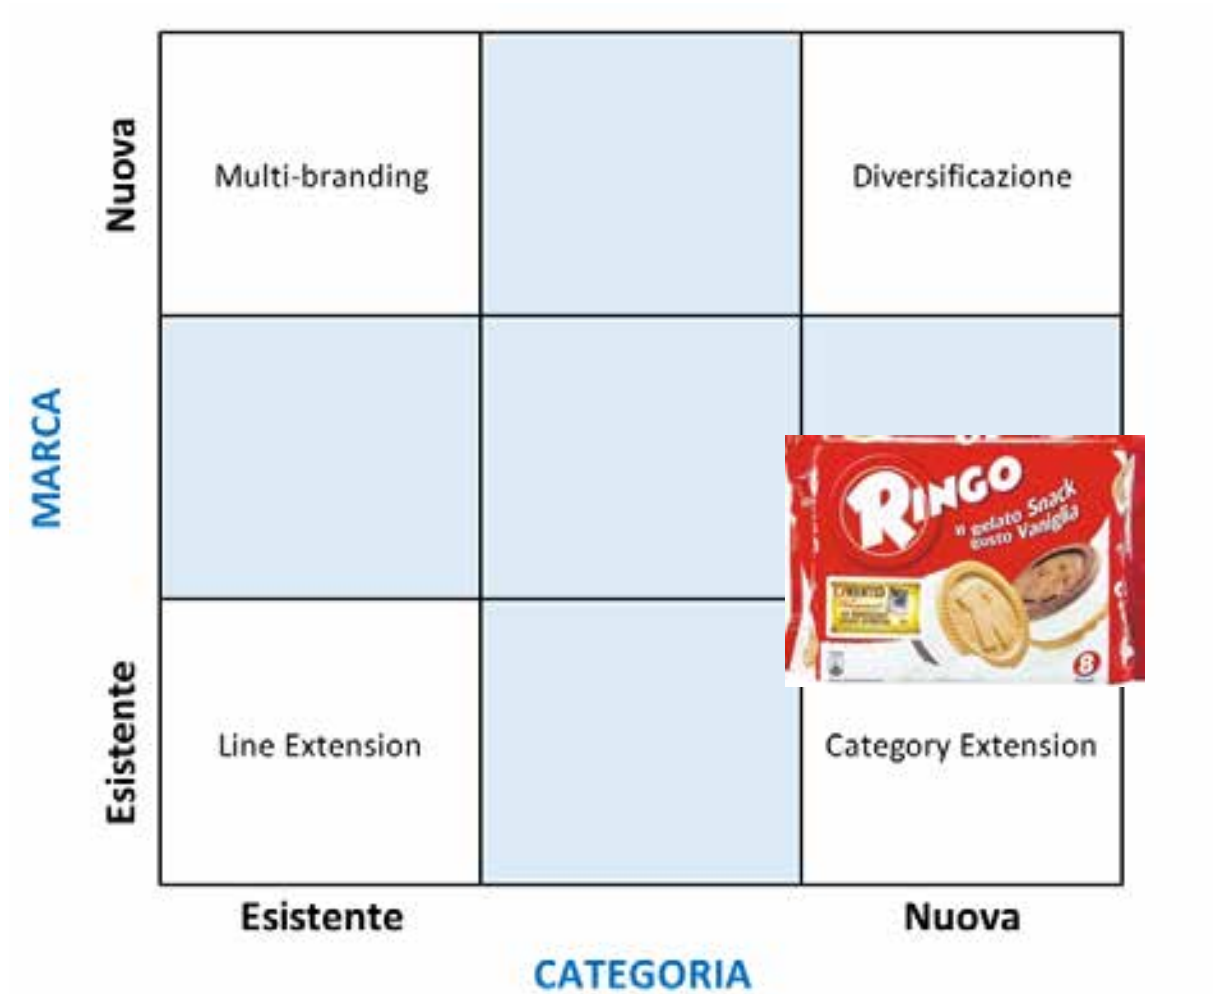 Nuova
Multi-branding
Diversificazione
MARCA
RINGO
il gelato Snack
gusto Vaniglia
8
Esistente
Line Extension
Category Extension
Esistente
Nuova
CATEGORIA